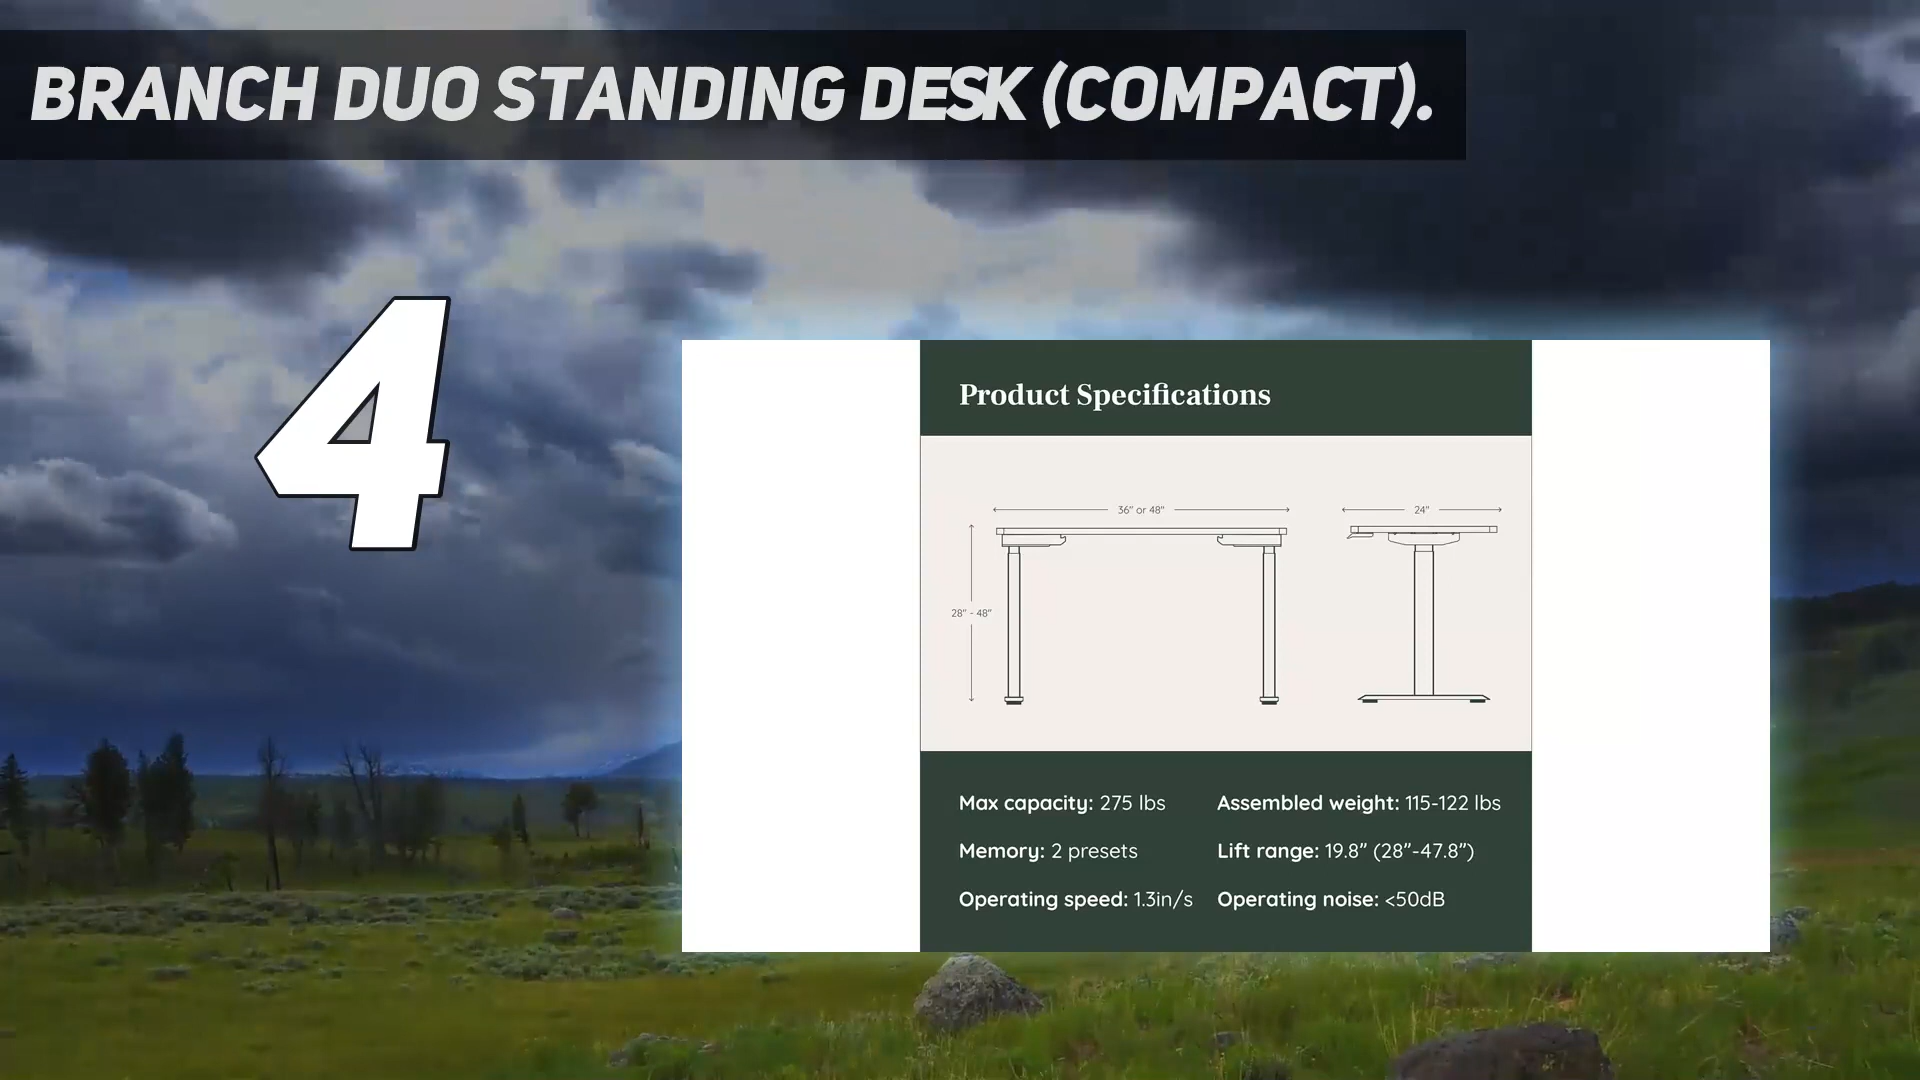 BRANCH DUO STANDING DESK (COMPACT).
4
Product Specifications
36" or 48"
24"
28" - 48"
Max capacity: 275 lbs
Assembled weight: 115-122 lbs
Memory: 2 presets
Lift range: 19.8” (28”-47.8”)
Operating speed: 1.3in/s
Operating noise: <50dB